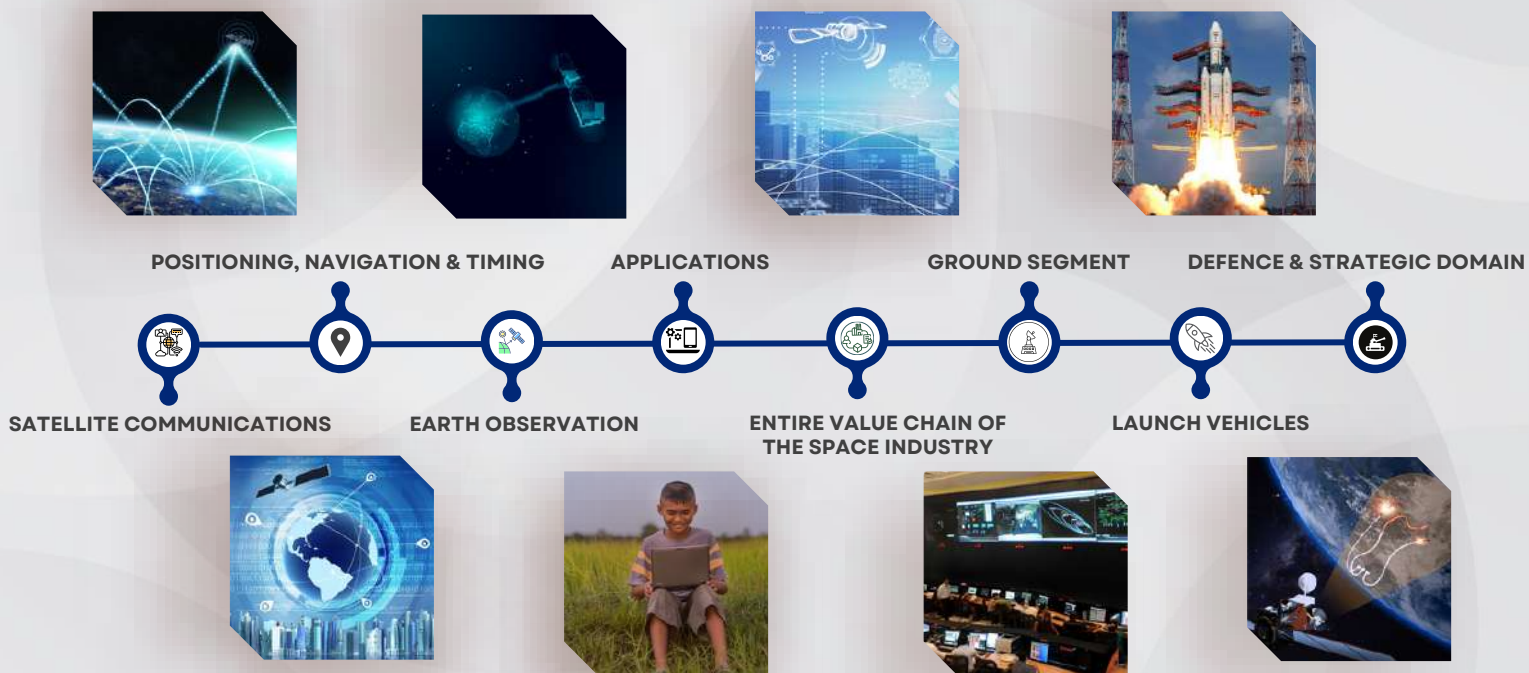 POSITIONING, NAVIGATION & TIMING
APPLICATIONS
GROUND SEGMENT
DEFENCE & STRATEGIC DOMAIN
SATELLITE COMMUNICATIONS
EARTH OBSERVATION
ENTIRE VALUE CHAIN OF
THE SPACE INDUSTRY
LAUNCH VEHICLES